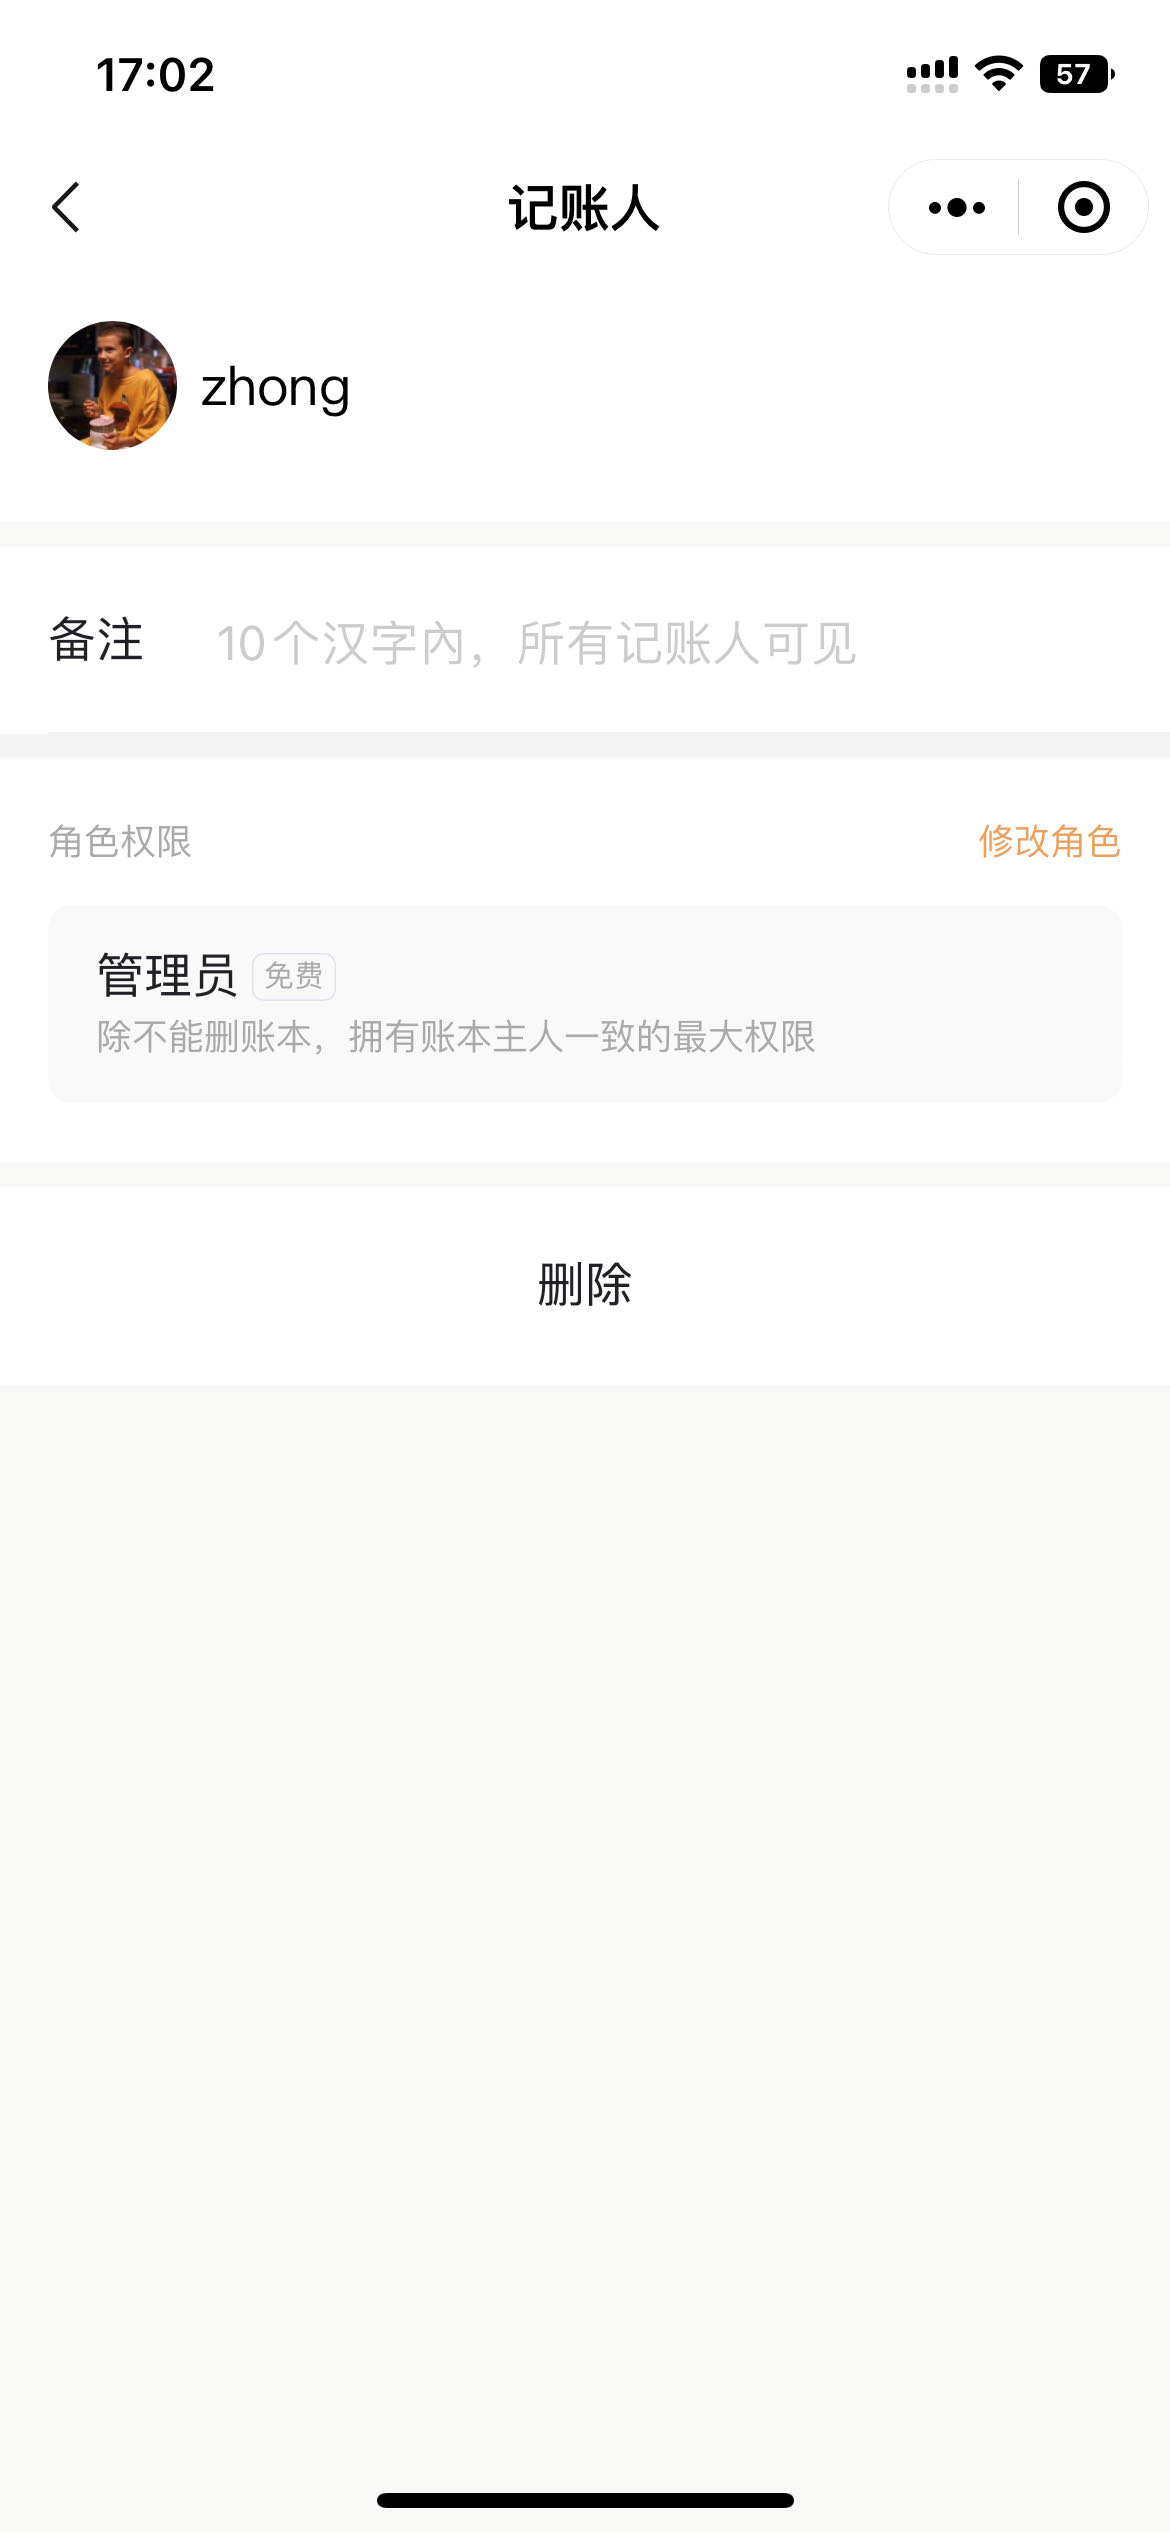 17:02
57
记账人
zhong
备注
10个汉字内，所有记账人可见
角色权限
修改角色
管理员 免费
除不能删账本，拥有账本主人一致的最大权限
删除